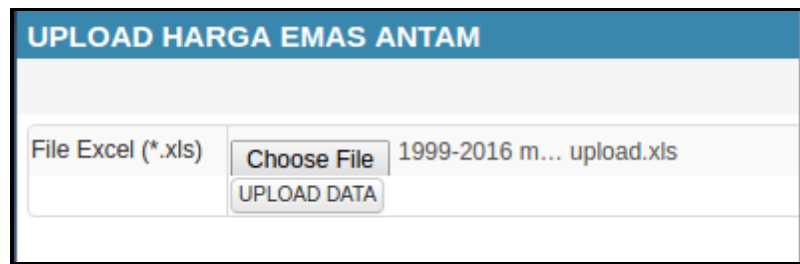 UPLOAD HARGA EMAS ANTAM
File Excel (*.xls) Choose File 1999-2016 m... upload.xls
UPLOAD DATA